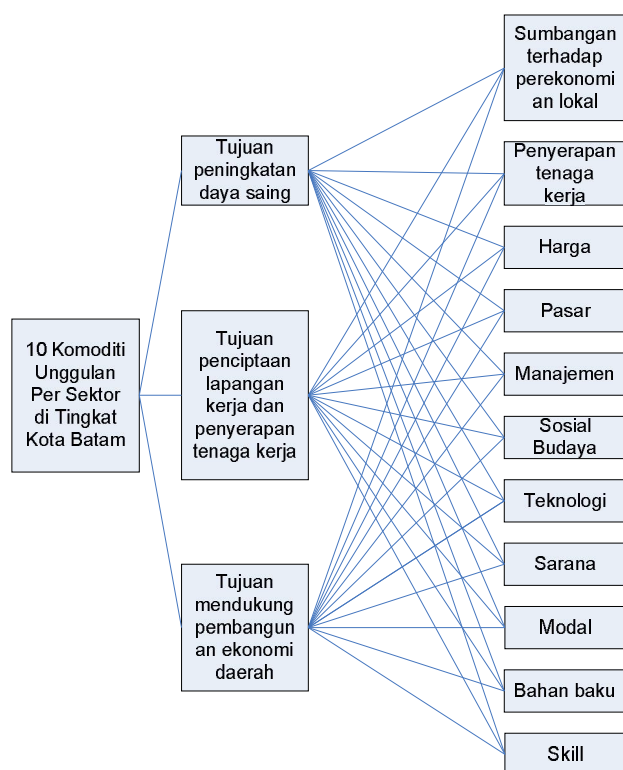 10 Komoditi
Unggulan
Per Sektor
di Tingkat
Kota Batam
Tujuan
peningkatan
daya saing
Tujuan
penciptaan
lapangan
kerja dan
penyerapan
tenaga kerja
Tujuan
mendukung
pembangun
an ekonomi
daerah
Sumbangan
terhadap
perekonomi
an lokal
Penyerapan
tenaga
kerja
Harga
Pasar
Manajemen
Sosial
Budaya
Teknologi
Sarana
Modal
Bahan baku
Skill